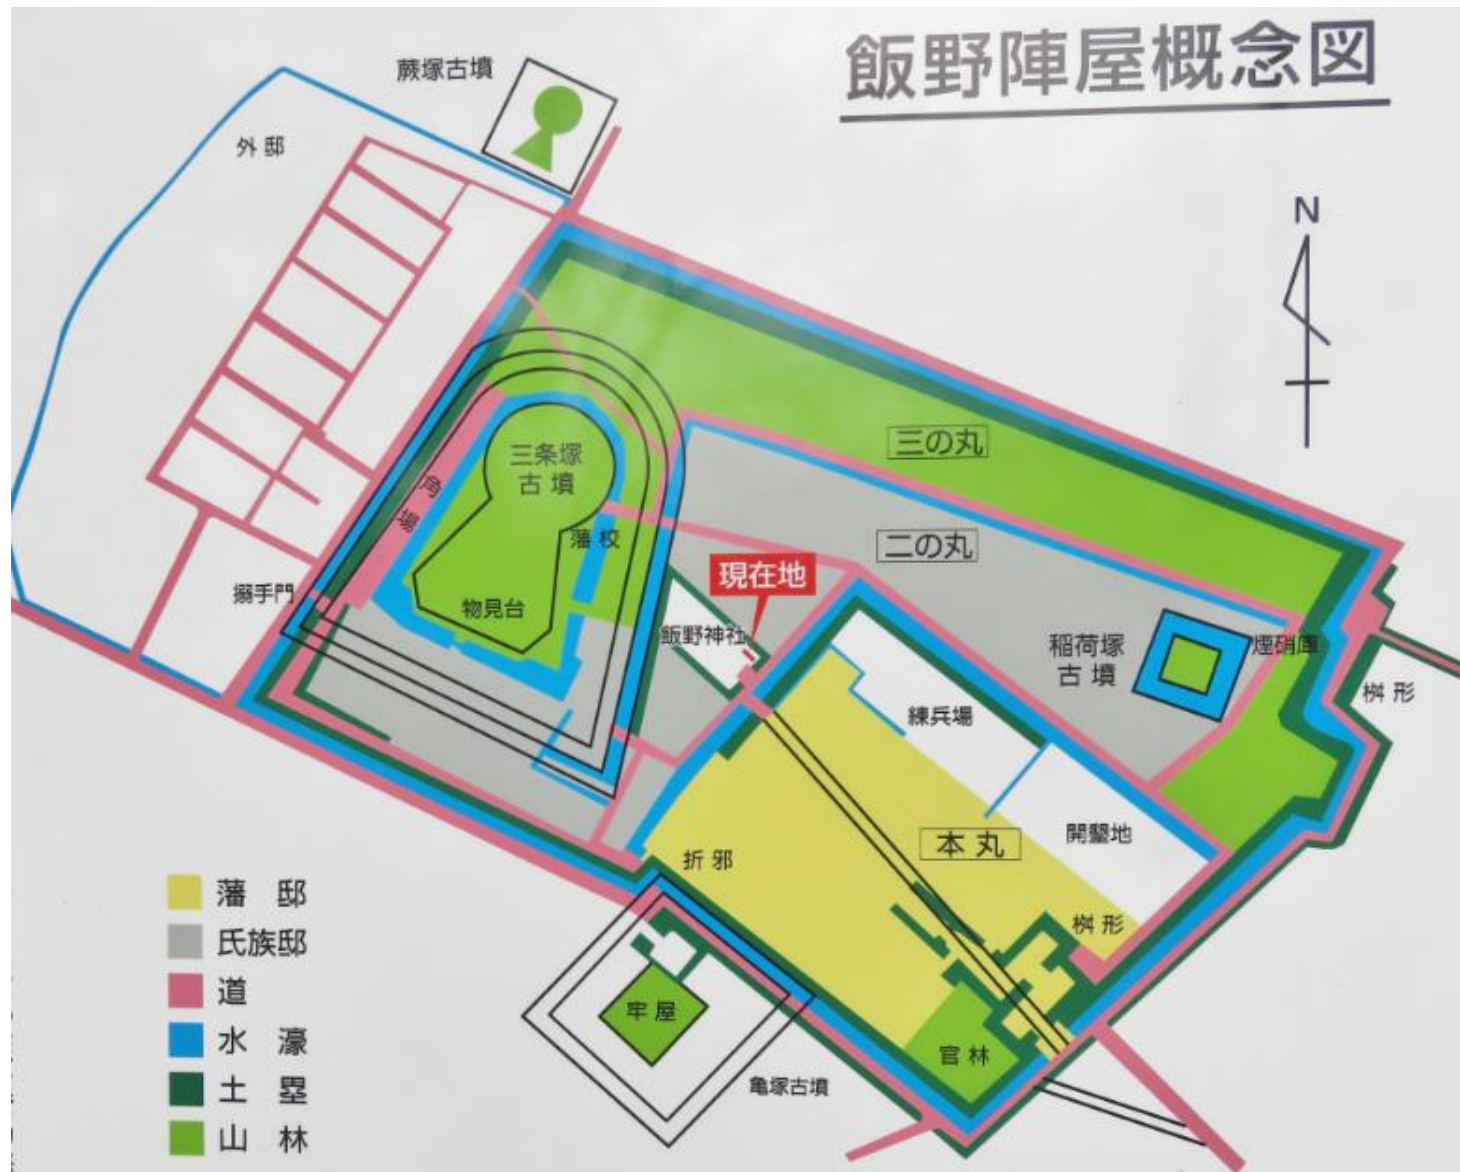 飯野陣屋概念図
蕨塚古墳
外邸
N
三の丸
三条塚
古墳
角場
藩校
二の丸
現在地
搦手門
物見台
飯野神社
稲荷塚
古墳
煙硝庫
桝形
練兵場
本丸
開墾地
折邪
桝形
牢屋
官林
亀塚古墳
藩 邸
氏族邸
道
水 濠
土 塁
山 林